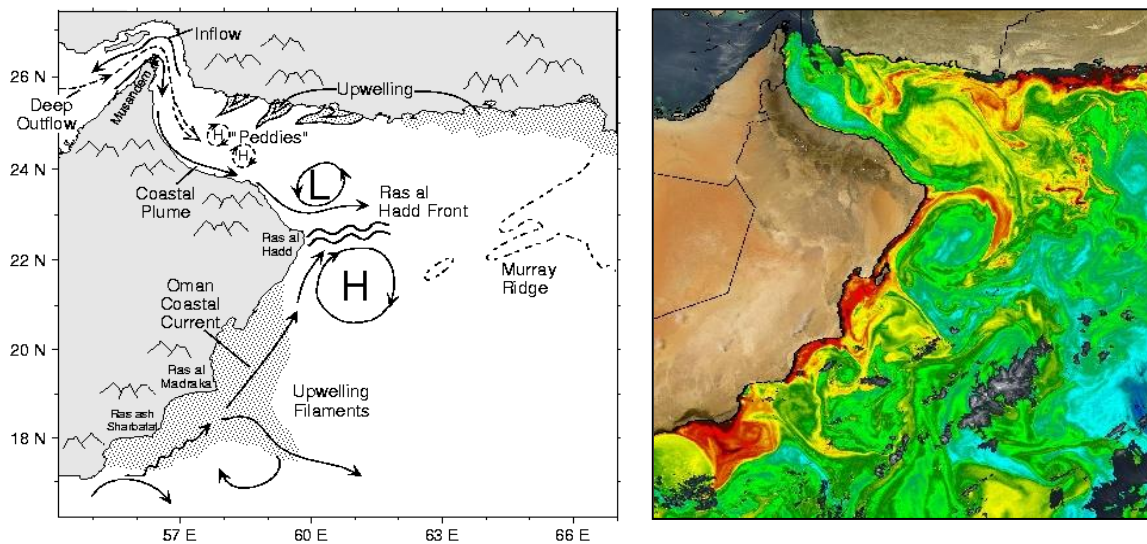 Inflow
26 N
Musandam
Upwelling
Deep
Outflow
H "Peddies"
H
24 N
Coastal
Plume
L
Ras al
Hadd Front
Ras al
Hadd
22 N
Oman
Coastal
Current
H
Murray
Ridge
20 N
Ras al
Madraka
Upwelling
Filaments
Ras ash
Sharbatat
18 N
57 E
60 E
63 E
66 E